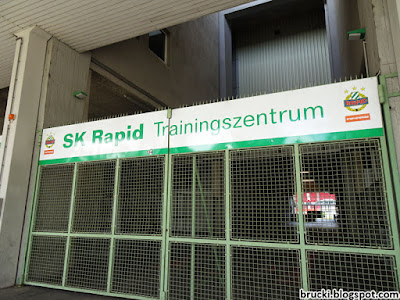 SK Rapid Trainingszentrum
brucki.blogspot.com